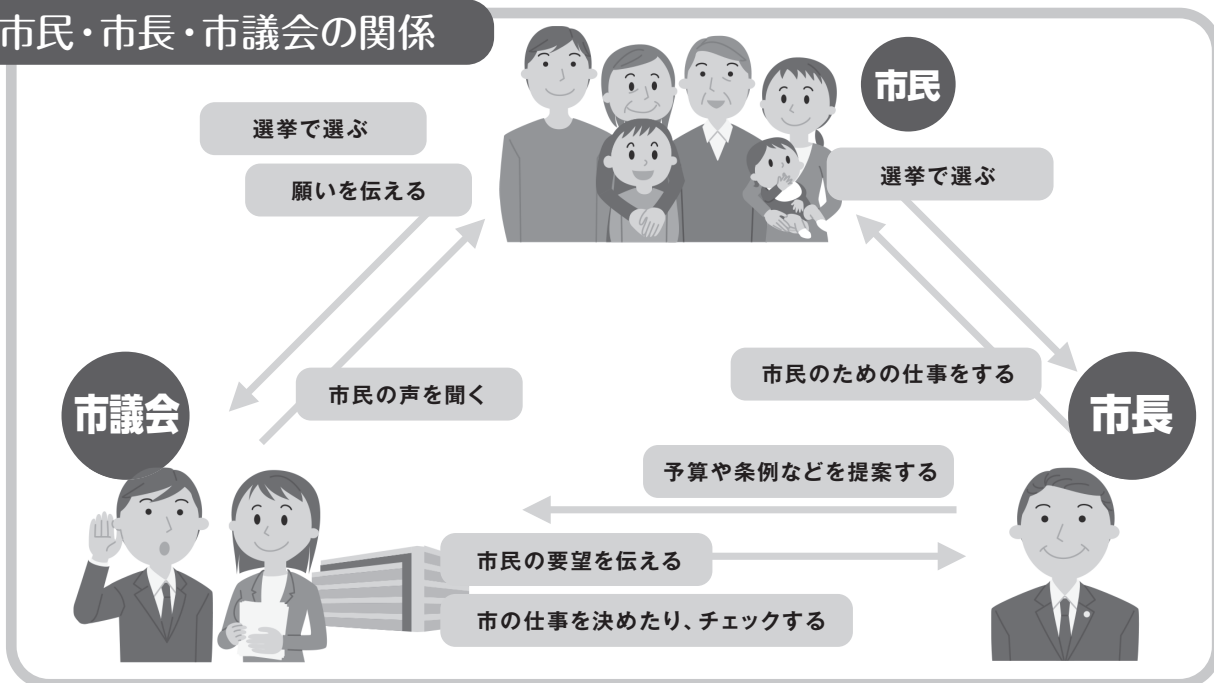 市民・市長・市議会の関係
市民
選挙で選ぶ
願いを伝える
選挙で選ぶ
市議会
市民の声を聞く
市民のための仕事をする
市長
予算や条例などを提案する
市民の要望を伝える
市の仕事を決めたり、チェックする